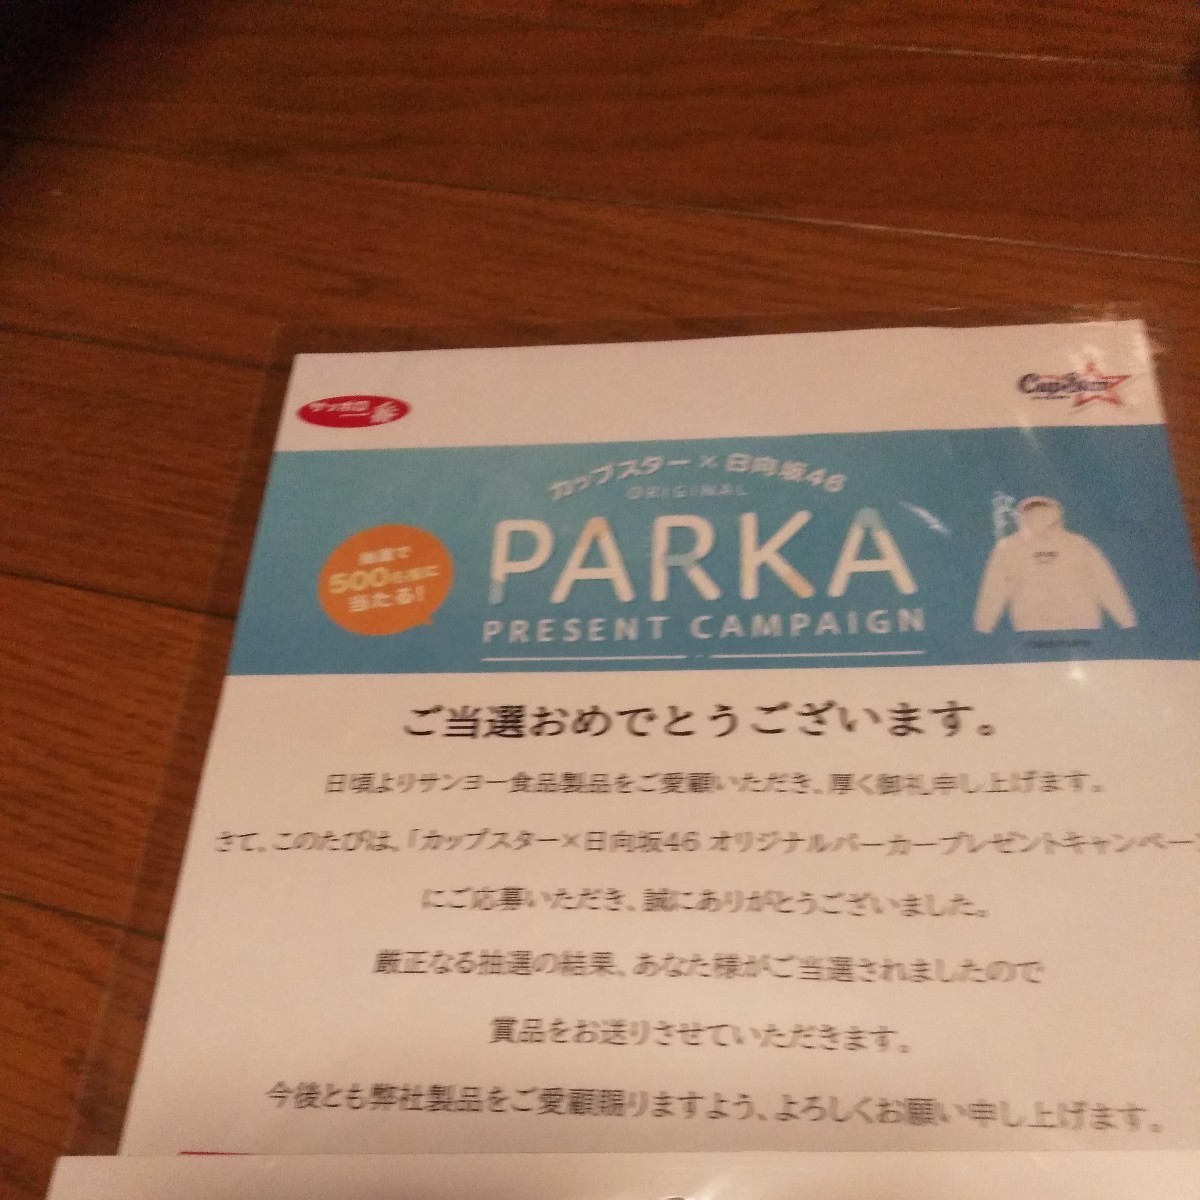 サッポロ一番
CupStar
カップスター×日向坂46
ORIGINAL
PARKA
PRESENT CAMPAIGN
抽選で
500名様に
当たる!
ご当選おめでとうございます。
日頃よりサンヨー食品製品をご愛顧いただき、厚く御礼申し上げます。
さて、このたびは、「カップスター×日向坂46 オリジナルパーカープレゼントキャンペー
にご応募いただき、誠にありがとうございました。
厳正なる抽選の結果、あなた様がご当選されましたので
賞品をお送りさせていただきます。
今後とも弊社製品をご愛顧賜りますよう、よろしくお願い申し上げます。